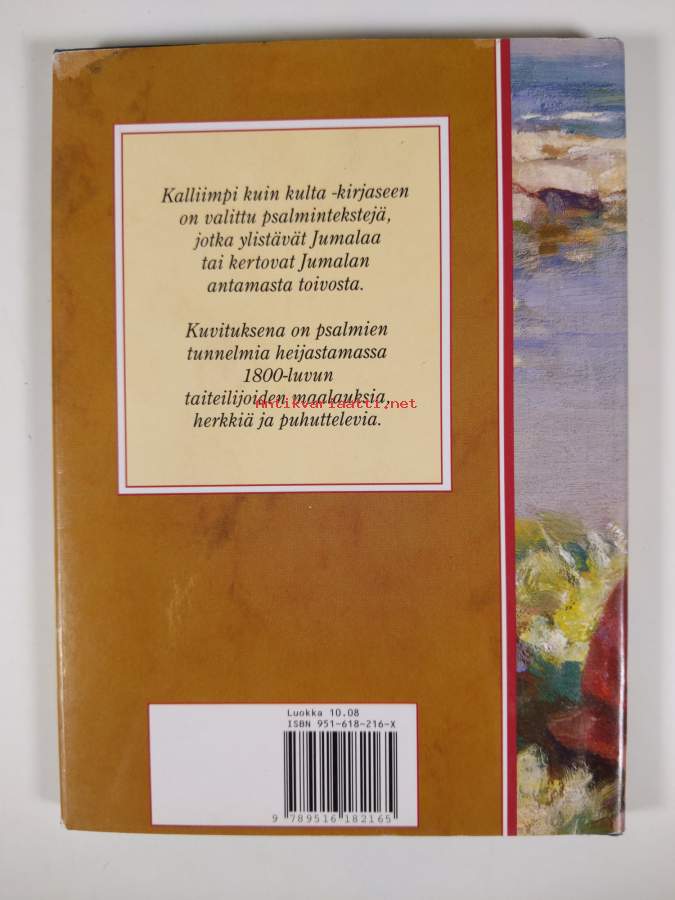 Kalliimpi kuin kulta -kirjaseen
on valittu psalmintekstejä,
jotka ylistävät Jumalaa
tai kertovat Jumalan
antamasta toivosta.
Kuvituksena on psalmien
tunnelmia heijastamassa
1800-luvun
taiteilijoiden maalauksia,
Antikvariaatti.net
herkkiä ja puhuttelevia.
Luokka 10.08
ISBN 951-618-216-X
9 789516 182165